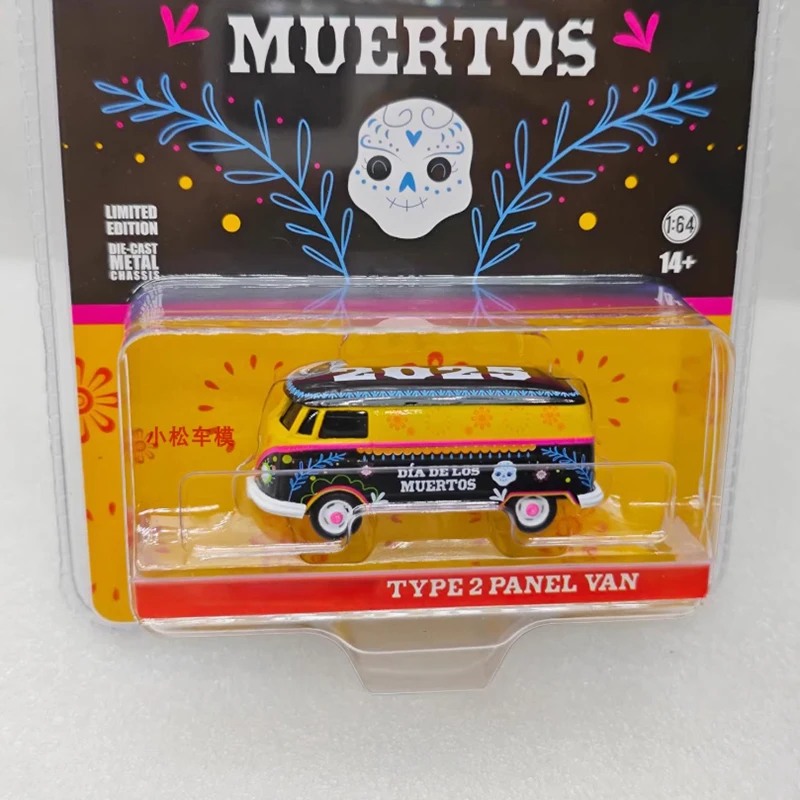 MUERTOS
LIMITED
EDITION
DIE-CAST
METAL
CHASSIS
1:64
14+
2025
小松车模
DÍA DE LOS
MUERTOS
TYPE 2 PANEL VAN